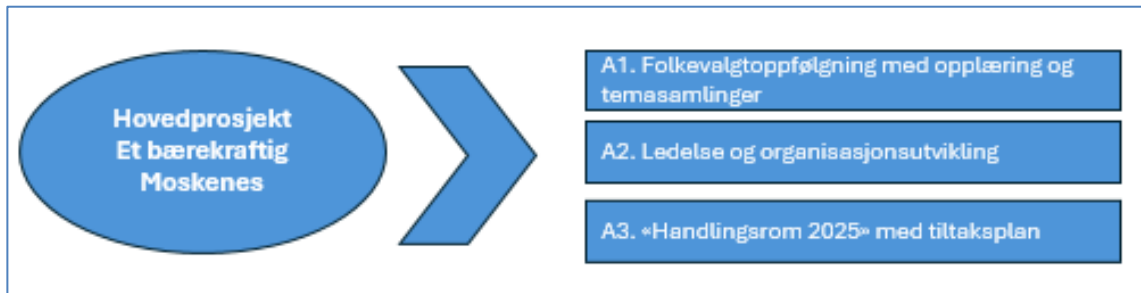 Hovedprosjekt
Et bærekraftig
Moskenes
A1. Folkevalgtoppfølgning med opplæring og
temasamlinger
A2. Ledelse og organisasjonsutvikling
A3. «Handlingsrom 2025» med tiltaksplan